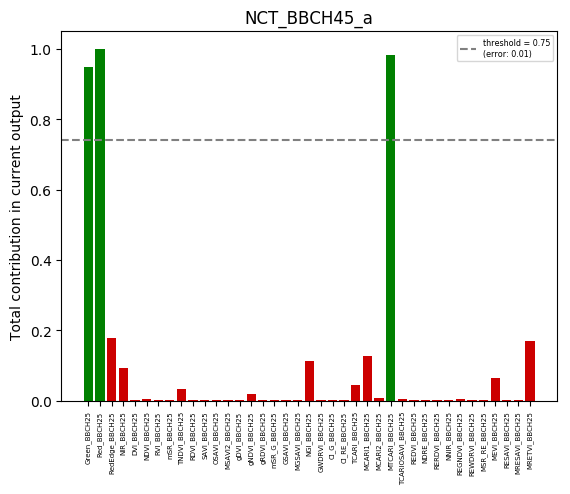 NCT_BBCH45_a
Total contribution in current output
1.0
0.8
0.6
0.4
0.2
0.0
threshold = 0.75
(error: 0.01)
Green_BBCH25
Red_BBCH25
RedEdge_BBCH25
NIR_BBCH25
DVI_BBCH25
NDVI_BBCH25
RVI_BBCH25
mSR_BBCH25
TNDVI_BBCH25
RDVI_BBCH25
SAVI_BBCH25
OSAVI_BBCH25
MSAVI2_BBCH25
gDVI_BBCH25
gNDVI_BBCH25
gRDVI_BBCH25
mSR_G_BBCH25
GSAVI_BBCH25
MGSAVI_BBCH25
NGI_BBCH25
GWDRVI_BBCH25
CI_G_BBCH25
CI_RE_BBCH25
TCARI_BBCH25
MCARI1_BBCH25
MCARI2_BBCH25
MTCARI_BBCH25
TCARIOSAVI_BBCH25
REDVI_BBCH25
NDRE_BBCH25
RERDVI_BBCH25
NNIR_BBCH25
REGNDVI_BBCH25
REWDRVI_BBCH25
MSR_RE_BBCH25
MEVI_BBCH25
RESAVI_BBCH25
MRESAVI_BBCH25
MRETVI_BBCH25